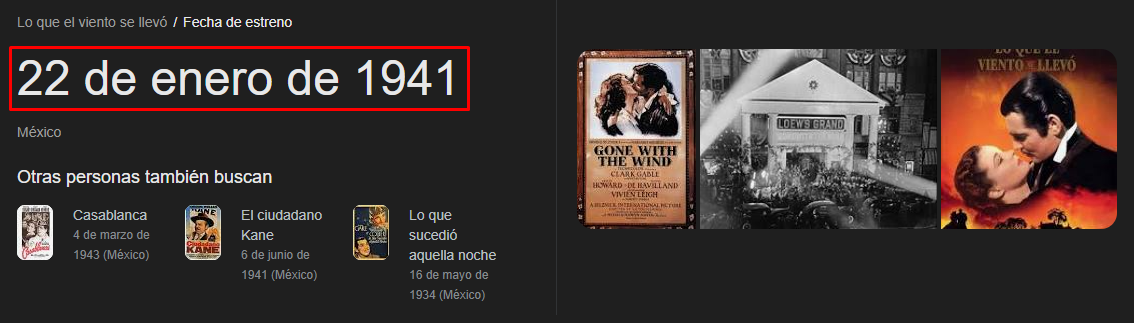 Lo que el viento se llevó / Fecha de estreno
22 de enero de 1941
México
Otras personas también buscan
Casablanca
4 de marzo de
1943 (México)
El ciudadano
Kane
6 de junio de
1941 (México)
Lo que
sucedió
aquella noche
16 de mayo de
1934 (México)
GONE WITH
THE WIND
CLARK GABLE
HOWARD · DE HAVILLAND
VIVIEN LEIGH
LOEW'S GRAND
LO QUE EL
VIENTO SE LLEVÓ